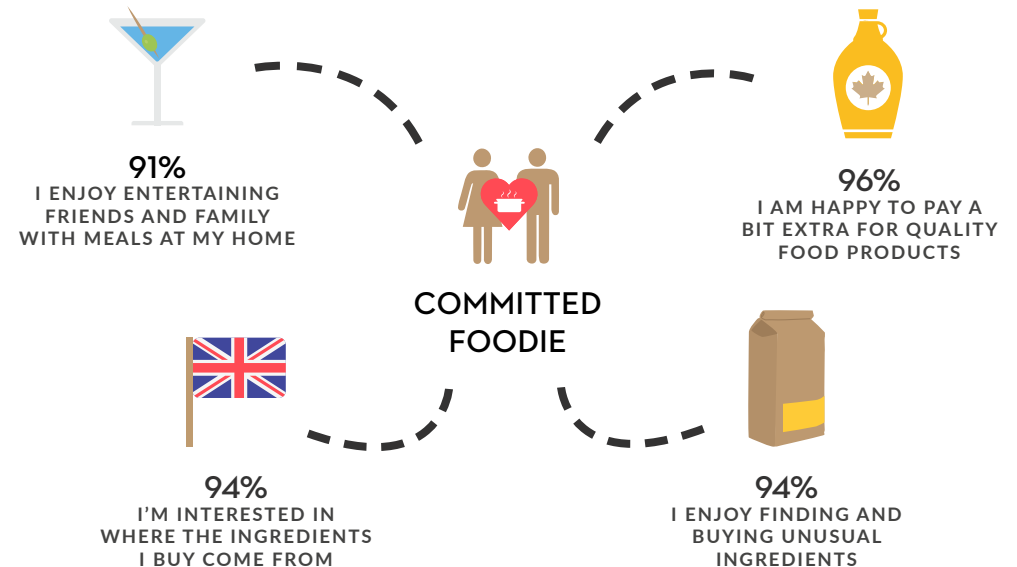 91%
I ENJOY ENTERTAINING
FRIENDS AND FAMILY
WITH MEALS AT MY HOME
96%
I AM HAPPY TO PAY A
BIT EXTRA FOR QUALITY
FOOD PRODUCTS
COMMITTED
FOODIE
94%
I'M INTERESTED IN
WHERE THE INGREDIENTS
I BUY COME FROM
94%
I ENJOY FINDING AND
BUYING UNUSUAL
INGREDIENTS